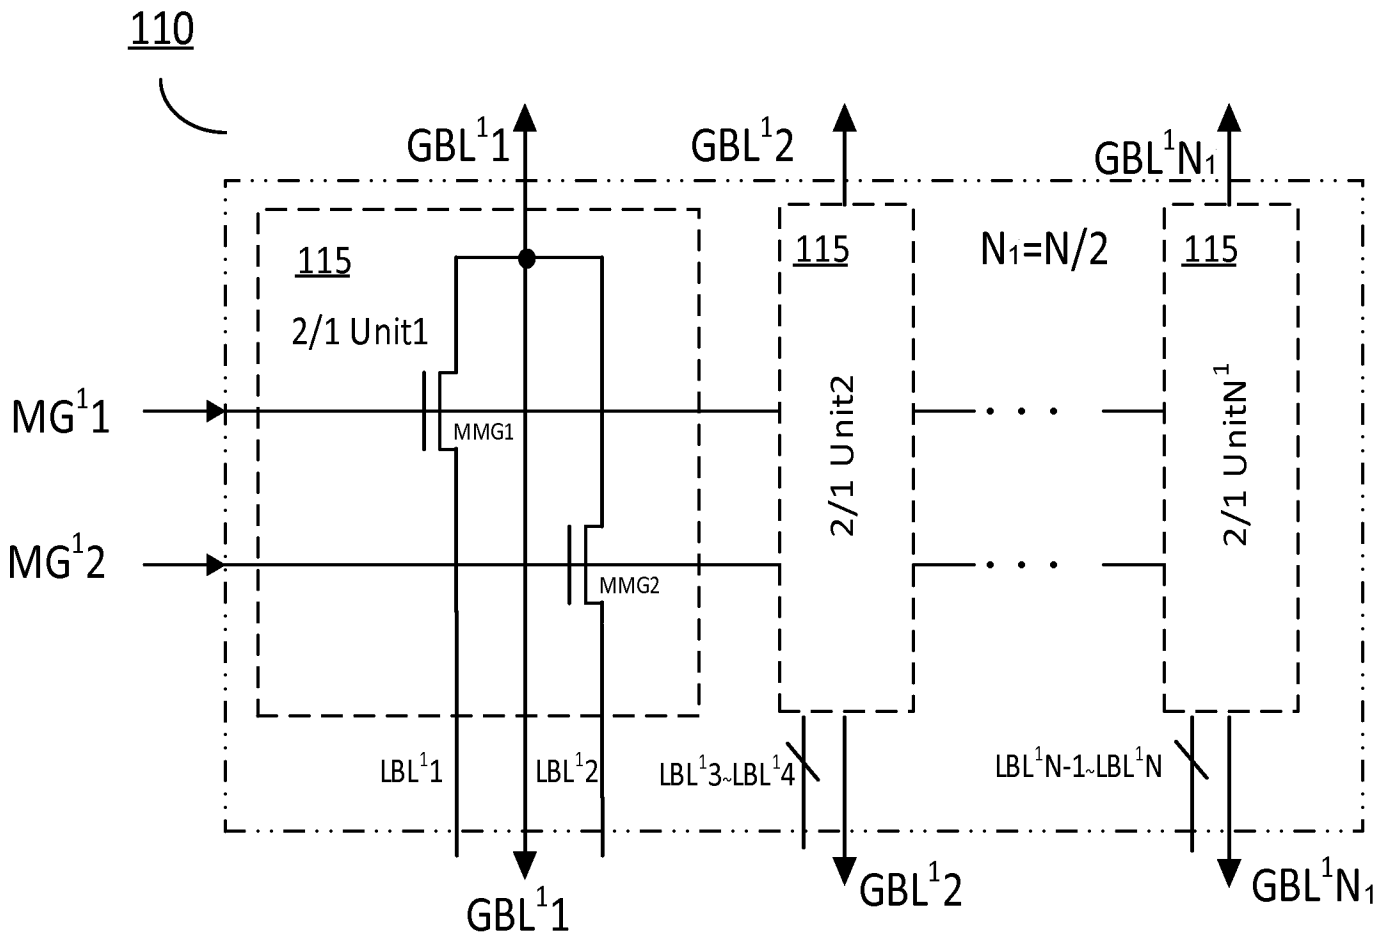 110
GBL¹1
GBL¹2
GBL¹N₁
115
2/1 Unit1
115
N₁=N/2
115
MG¹1
MMG1
2/1 Unit2
2/1 UnitN¹
MG¹2
MMG2
LBL¹1
LBL¹2
LBL¹3~LBL¹4
LBL¹N-1~LBL¹N
GBL¹1
GBL¹2
GBL¹N₁